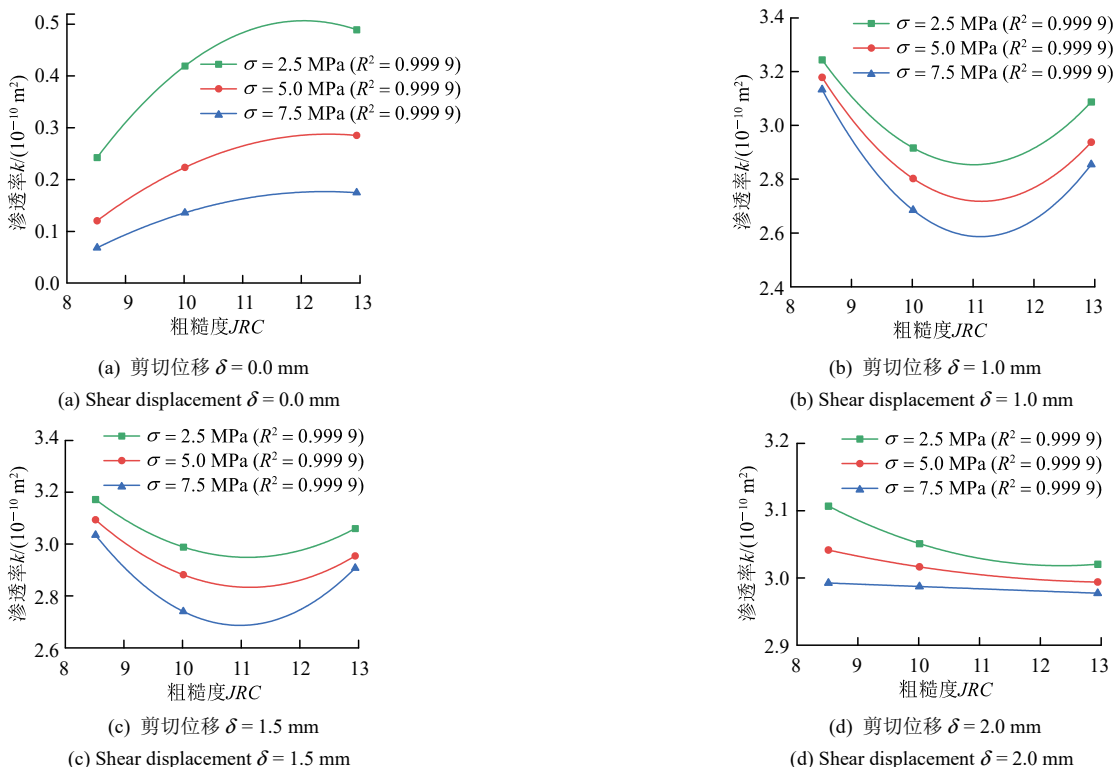 0.5
0.4
0.3
0.2
0.1
0.0
渗透率k/(10⁻¹⁰ m²)
σ = 2.5 MPa (R² = 0.999 9)
σ = 5.0 MPa (R² = 0.999 9)
σ = 7.5 MPa (R² = 0.999 9)
8 9 10 11 12 13
粗糙度JRC
(a) 剪切位移 δ = 0.0 mm
(a) Shear displacement δ = 0.0 mm
3.4
3.2
3.0
2.8
2.6
2.4
渗透率k/(10⁻¹⁰ m²)
σ = 2.5 MPa (R² = 0.999 9)
σ = 5.0 MPa (R² = 0.999 9)
σ = 7.5 MPa (R² = 0.999 9)
8 9 10 11 12 13
粗糙度JRC
(b) 剪切位移 δ = 1.0 mm
(b) Shear displacement δ = 1.0 mm
3.4
3.2
3.0
2.8
2.6
渗透率k/(10⁻¹⁰ m²)
σ = 2.5 MPa (R² = 0.999 9)
σ = 5.0 MPa (R² = 0.999 9)
σ = 7.5 MPa (R² = 0.999 9)
8 9 10 11 12 13
粗糙度JRC
(c) 剪切位移 δ = 1.5 mm
(c) Shear displacement δ = 1.5 mm
3.2
3.1
3.0
2.9
渗透率k/(10⁻¹⁰ m²)
σ = 2.5 MPa (R² = 0.999 9)
σ = 5.0 MPa (R² = 0.999 9)
σ = 7.5 MPa (R² = 0.999 9)
8 9 10 11 12 13
粗糙度JRC
(d) 剪切位移 δ = 2.0 mm
(d) Shear displacement δ = 2.0 mm